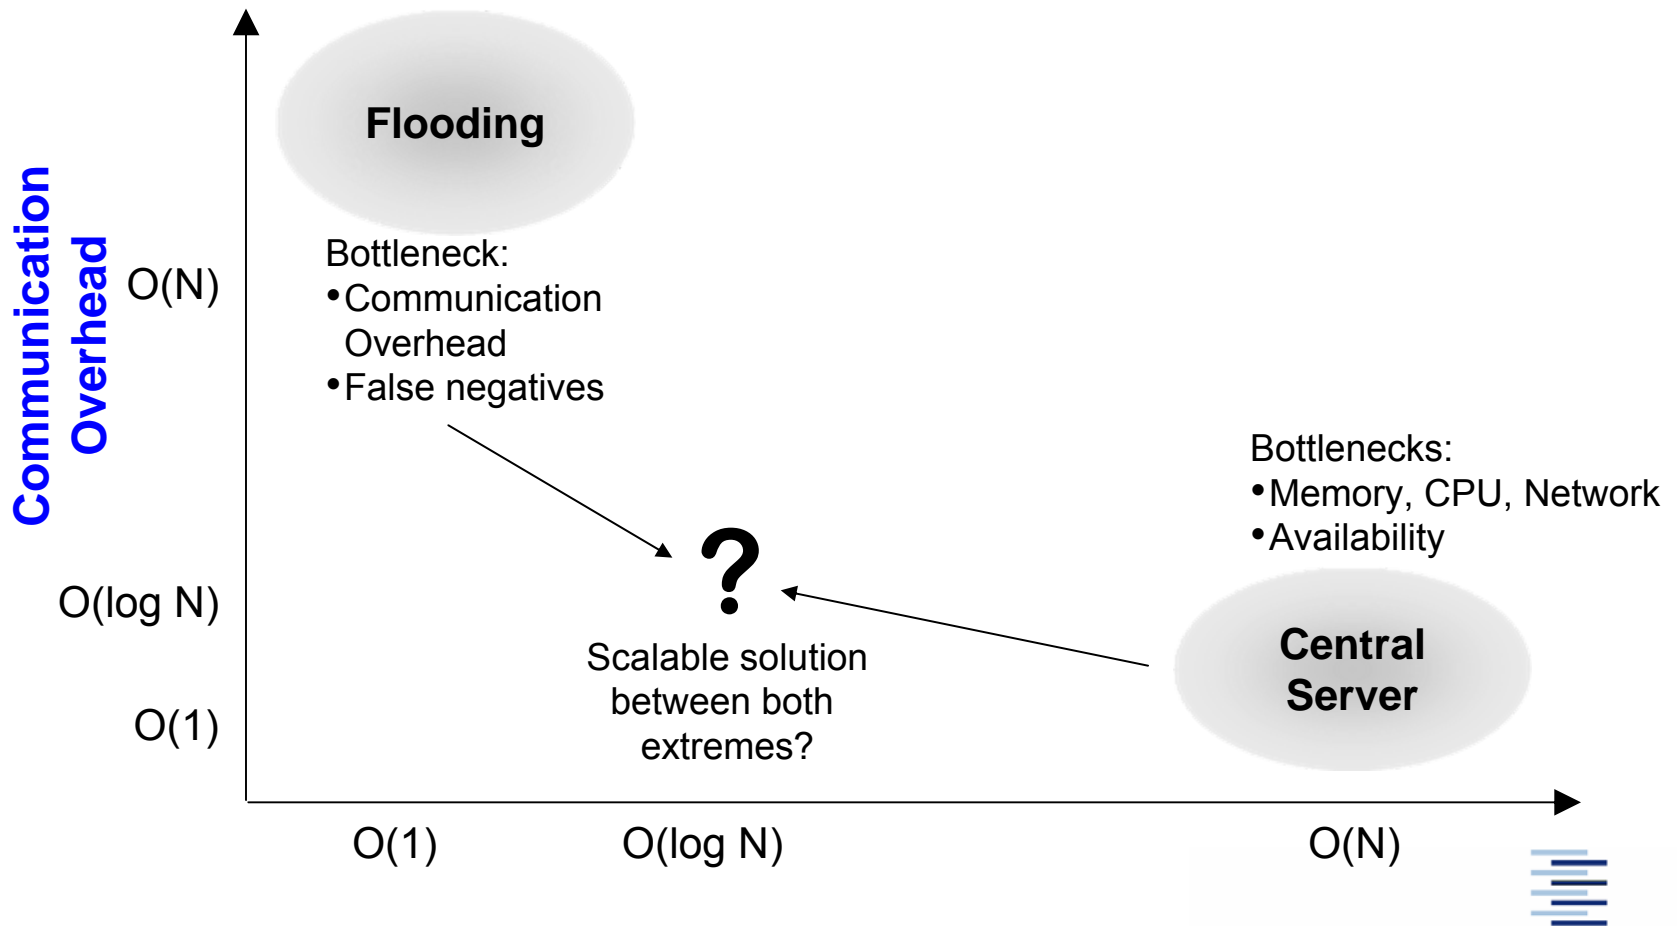 Flooding
Communication
Overhead
O(N)
Bottleneck:
•Communication
Overhead
•False negatives
Bottlenecks:
•Memory, CPU, Network
•Availability
?
O(log N)
Scalable solution
between both
extremes?
Central
Server
O(1)
O(1)
O(log N)
O(N)